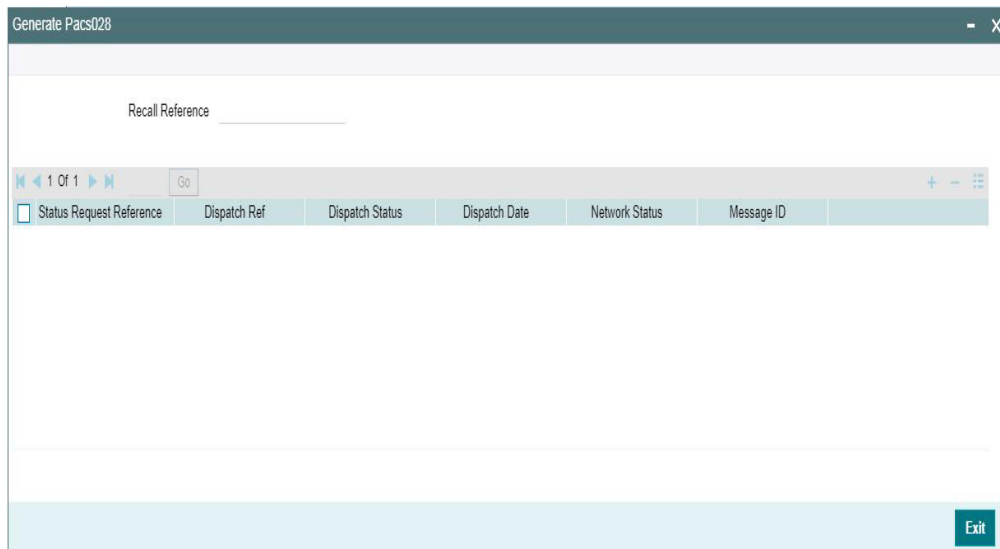 Generate Pacs028
Recall Reference
1 Of 1 Go
Status Request Reference Dispatch Ref Dispatch Status Dispatch Date Network Status Message ID
Exit